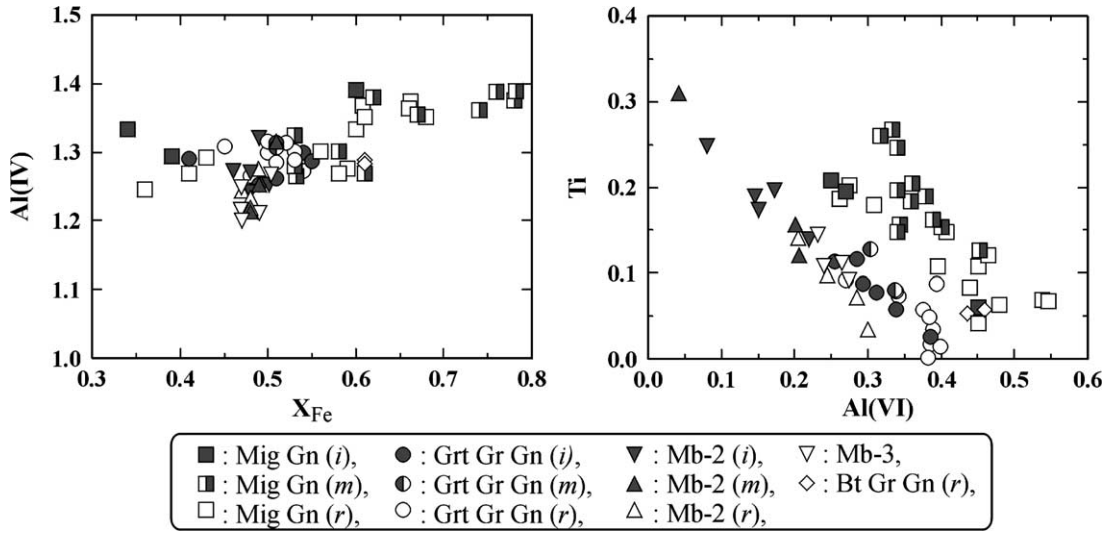 1.5
1.4
1.3
1.2
1.1
1.0
Al(IV)
0.3 0.4 0.5 0.6 0.7 0.8
XFe
0.4
0.3
0.2
0.1
0.0
Ti
0.0 0.1 0.2 0.3 0.4 0.5 0.6
Al(VI)
: Mig Gn (i), : Grt Gr Gn (i), : Mb-2 (i), : Mb-3,
: Mig Gn (m), : Grt Gr Gn (m), : Mb-2 (m), : Bt Gr Gn (r),
: Mig Gn (r), : Grt Gr Gn (r), : Mb-2 (r),